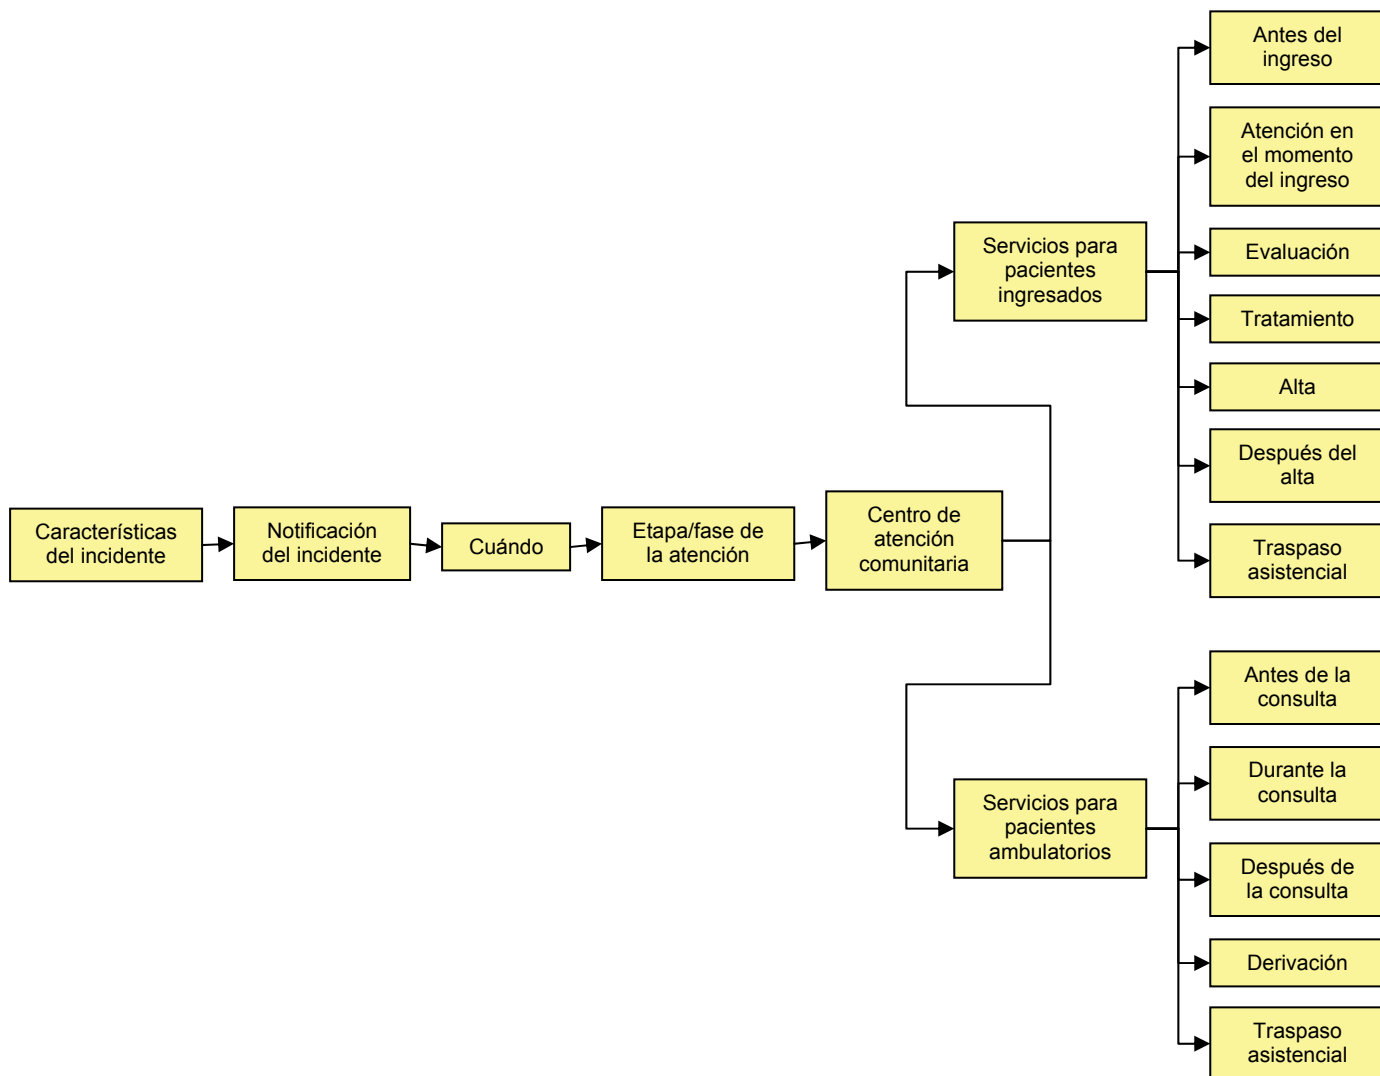 Características
del incidente
Notificación
del incidente
Cuándo
Etapa/fase de
la atención
Centro de
atención
comunitaria
Servicios para
pacientes
ingresados
Antes del
ingreso
Atención en
el momento
del ingreso
Evaluación
Tratamiento
Alta
Después del
alta
Traspaso
asistencial
Servicios para
pacientes
ambulatorios
Antes de la
consulta
Durante la
consulta
Después de
la consulta
Derivación
Traspaso
asistencial